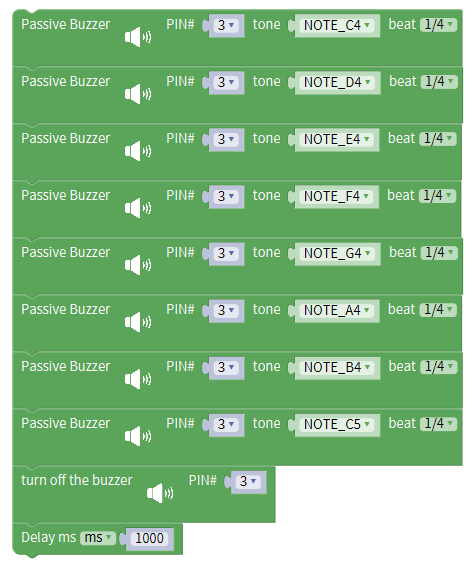 Passive Buzzer PIN# 3 tone NOTE_C4 beat 1/4
Passive Buzzer PIN# 3 tone NOTE_D4 beat 1/4
Passive Buzzer PIN# 3 tone NOTE_E4 beat 1/4
Passive Buzzer PIN# 3 tone NOTE_F4 beat 1/4
Passive Buzzer PIN# 3 tone NOTE_G4 beat 1/4
Passive Buzzer PIN# 3 tone NOTE_A4 beat 1/4
Passive Buzzer PIN# 3 tone NOTE_B4 beat 1/4
Passive Buzzer PIN# 3 tone NOTE_C5 beat 1/4
turn off the buzzer PIN# 3
Delay ms ms 1000